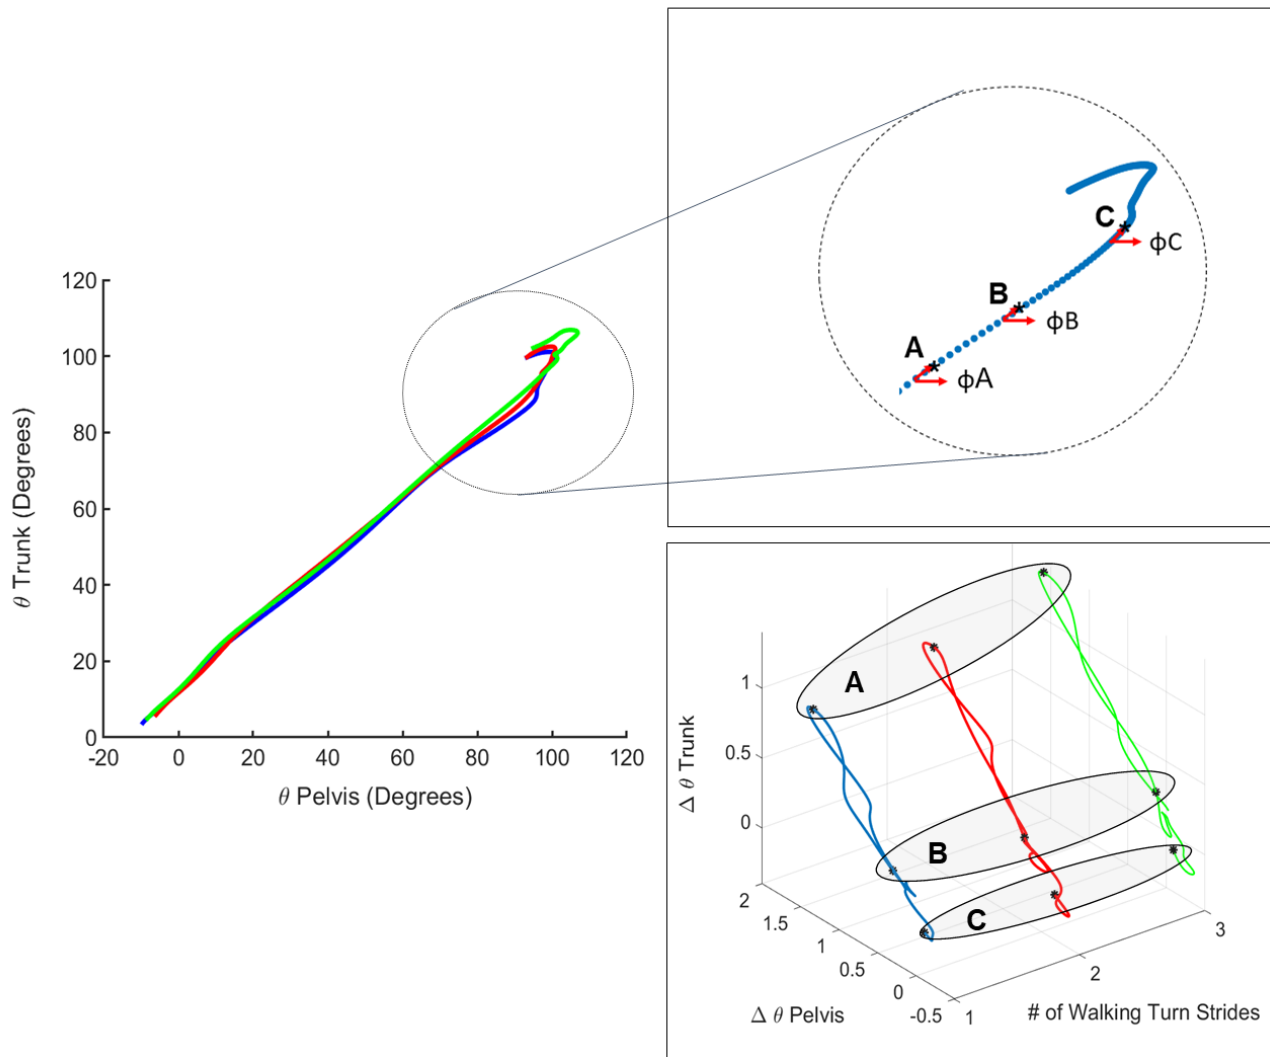 120
100
80
60
40
20
0
θ Trunk (Degrees)
-20 0 20 40 60 80 100 120
θ Pelvis (Degrees)
C
ϕC
B
ϕB
A
ϕA
1
0.5
0
Δ θ Trunk
2
1.5
1
0.5
0
-0.5
Δ θ Pelvis
1
2
3
# of Walking Turn Strides
A
B
C